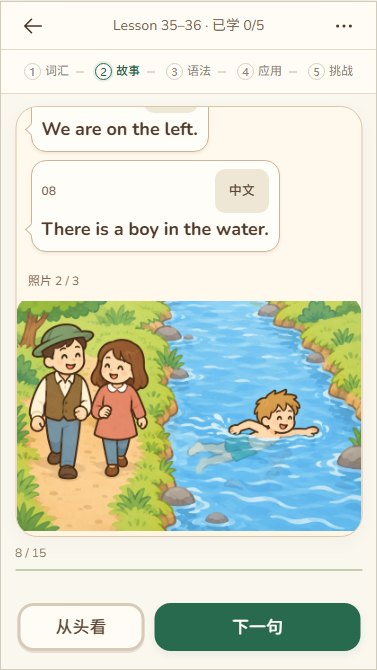 Lesson 35–36 · 已学 0/5
1 词汇 – 2 故事 – 3 语法 – 4 应用 – 5 挑战
We are on the left.
08 中文
There is a boy in the water.
照片 2 / 3
8 / 15
从头看 下一句